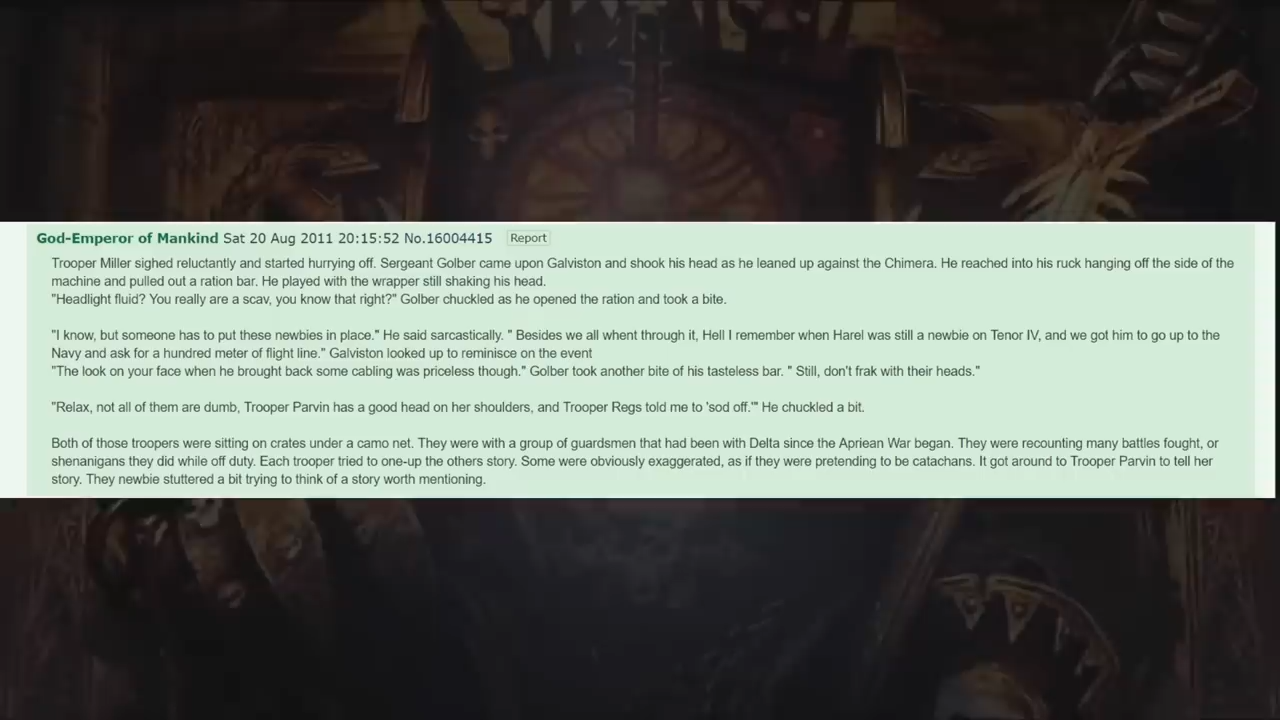 God-Emperor of Mankind Sat 20 Aug 2011 20:15:52 No.16004415 Report
Trooper Miller sighed reluctantly and started hurrying off. Sergeant Golber came upon Galviston and shook his head as he leaned up against the Chimera. He reached into his ruck hanging off the side of the
machine and pulled out a ration bar. He played with the wrapper still shaking his head.
"Headlight fluid? You really are a scav, you know that right?" Golber chuckled as he opened the ration and took a bite.
"I know, but someone has to put these newbies in place." He said sarcastically. " Besides we all whent through it, Hell I remember when Harel was still a newbie on Tenor IV, and we got him to go up to the
Navy and ask for a hundred meter of flight line." Galviston looked up to reminisce on the event
"The look on your face when he brought back some cabling was priceless though." Golber took another bite of his tasteless bar. " Still, don't frak with their heads."
"Relax, not all of them are dumb, Trooper Parvin has a good head on her shoulders, and Trooper Regs told me to 'sod off.'" He chuckled a bit.
Both of those troopers were sitting on crates under a camo net. They were with a group of guardsmen that had been with Delta since the Apriean War began. They were recounting many battles fought, or
shenanigans they did while off duty. Each trooper tried to one-up the others story. Some were obviously exaggerated, as if they were pretending to be catachans. It got around to Trooper Parvin to tell her
story. They newbie stuttered a bit trying to think of a story worth mentioning.